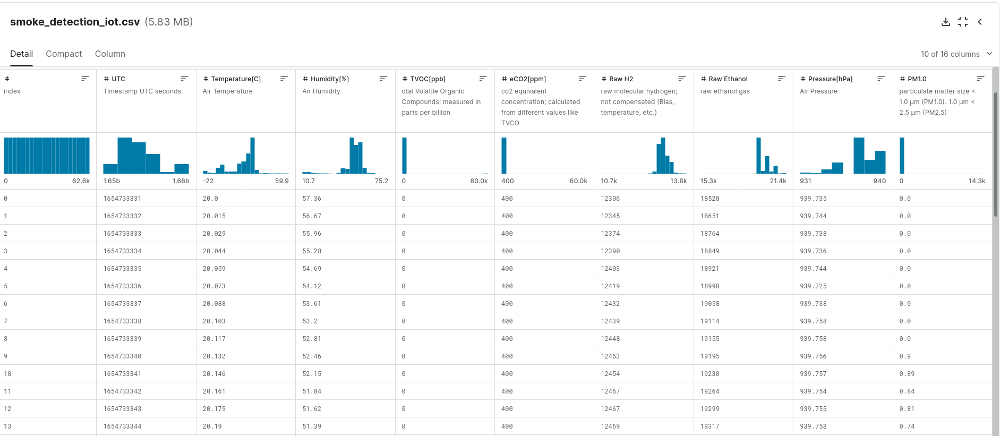 smoke_detection_iot.csv (5.83 MB)
Detail Compact Column 10 of 16 columns
# # UTC # Temperature[C] # Humidity[%] # TVOC[ppb] # eCO2[ppm] # Raw H2 # Raw Ethanol # Pressure[hPa] # PM1.0
index
Timestamp UTC seconds
Air Temperature
Air Humidity
otal Volatile Organic
Compounds; measured in
parts per billion
co2 equivalent
concentration; calculated
from different values like
TVCO
raw molecular hydrogen;
not compensated (Bias,
temperature, etc.)
raw ethanol gas
Air Pressure
particulate matter size <
1.0 µm (PM1.0). 1.0 µm <
2.5 µm (PM2.5)
0 62.6k 1.65b 1.66b -22 59.9 10.7 75.2 0 60.0k 400 60.0k 10.7k 13.8k 15.3k 21.4k 931 940 0 14.3k
0 1654733331 20.0 57.36 0 400 12306 18520 939.735 0.0
1 1654733332 20.015 56.67 0 400 12345 18651 939.744 0.0
2 1654733333 20.029 55.96 0 400 12374 18764 939.738 0.0
3 1654733334 20.044 55.28 0 400 12390 18849 939.736 0.0
4 1654733335 20.059 54.69 0 400 12403 18921 939.744 0.0
5 1654733336 20.073 54.12 0 400 12419 18998 939.725 0.0
6 1654733337 20.088 53.61 0 400 12432 19058 939.738 0.0
7 1654733338 20.103 53.2 0 400 12439 19114 939.758 0.0
8 1654733339 20.117 52.81 0 400 12448 19155 939.758 0.0
9 1654733340 20.132 52.46 0 400 12453 19195 939.756 0.9
10 1654733341 20.146 52.15 0 400 12454 19230 939.757 0.89
11 1654733342 20.161 51.84 0 400 12467 19264 939.754 0.84
12 1654733343 20.175 51.62 0 400 12467 19299 939.755 0.81
13 1654733344 20.19 51.39 0 400 12469 19317 939.758 0.74